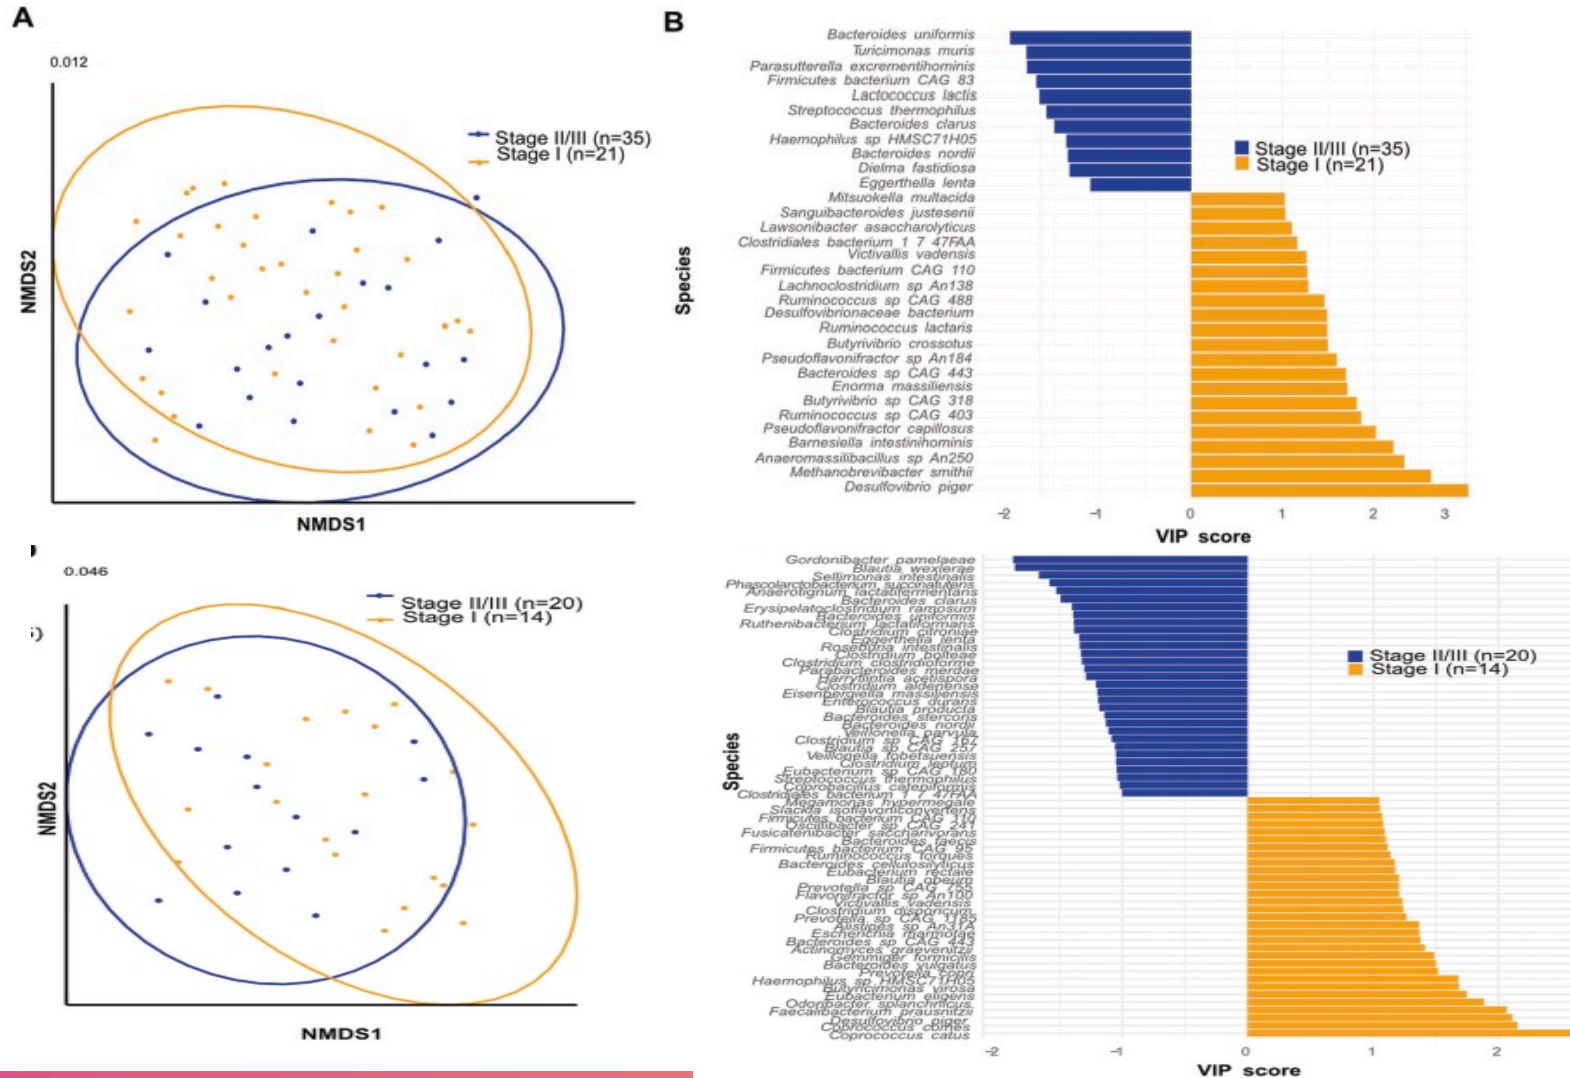 A
0.012
Stage II/III (n=35)
Stage I (n=21)
NMDS2
NMDS1
B
Bacteroides uniformis
Turicimonas muris
Parasutterella excrementihominis
Firmicutes bacterium CAG 83
Lactococcus lactis
Streptococcus thermophilus
Bacteroides clarus
Haemophilus sp HMSC71H05
Bacteroides nordii
Dielma fastidiosa
Eggerthella lenta
Mitsuokella multacida
Sanguibacteroides justesenii
Lawsonibacter asaccharolyticus
Clostridiales bacterium 1 7 47FAA
Victivallis vadensis
Firmicutes bacterium CAG 110
Lachnoclostridium sp An138
Ruminococcus sp CAG 488
Desulfovibrionaceae bacterium
Ruminococcus lactaris
Butyrivibrio crossotus
Pseudoflavonifractor sp An184
Bacteroides sp CAG 443
Enorma massiliensis
Butyrivibrio sp CAG 318
Ruminococcus sp CAG 403
Pseudoflavonifractor capillosus
Barnesiella intestinihominis
Anaeromassilibacillus sp An250
Methanobrevibacter smithii
Desulfovibrio piger
Species
Stage II/III (n=35)
Stage I (n=21)
-2 -1 0 1 2 3
VIP score
0.046
Stage II/III (n=20)
Stage I (n=14)
NMDS2
NMDS1
Gordonibacter pamelaeae
Blautia wexlerae
Sellimonas intestinalis
Phascolarctobacterium succinatutens
Anaerotignum lactatifermentans
Bacteroides clarus
Erysipelatoclostridium ramosum
Bacteroides uniformis
Ruthenibacterium lactatiformans
Clostridium citroniae
Eggerthella lenta
Roseburia intestinalis
Clostridium bolteae
Clostridium clostridioforme
Parabacteroides merdae
Harryflintia acetispora
Clostridium aldenense
Eisenbergiella massiliensis
Enterococcus durans
Blautia producta
Bacteroides stercoris
Bacteroides nordii
Veillonella parvula
Clostridium sp CAG 167
Blautia sp CAG 257
Veillonella tobetsuensis
Clostridium leptum
Eubacterium sp CAG 180
Streptococcus thermophilus
Coprobacillus cateniformis
Clostridiales bacterium 1 7 47FAA
Megamonas hypermegale
Slackia isoflavoniconvertens
Firmicutes bacterium CAG 110
Oscillibacter sp CAG 241
Fusicatenibacter saccharivorans
Bacteroides faecis
Firmicutes bacterium CAG 95
Ruminococcus torques
Bacteroides cellulosilyticus
Eubacterium rectale
Blautia obeum
Prevotella sp CAG 755
Flavonifractor sp An100
Victivallis vadensis
Clostridium disporicum
Prevotella sp CAG 1185
Alistipes sp An31A
Escherichia marmotae
Bacteroides sp CAG 443
Actinomyces graevenitzii
Gemmiger formicilis
Bacteroides vulgatus
Prevotella copri
Haemophilus sp HMSC71H05
Butyricimonas virosa
Eubacterium eligens
Odoribacter splanchnicus
Faecalibacterium prausnitzii
Desulfovibrio piger
Coprococcus comes
Coprococcus catus
Species
Stage II/III (n=20)
Stage I (n=14)
-2 -1 0 1 2
VIP score